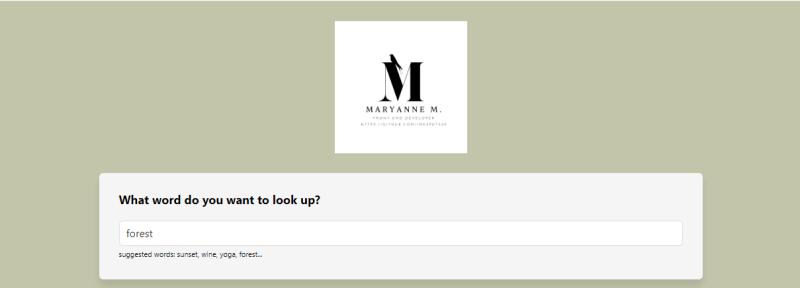 M
MARYANNE M.
FRONT END DEVELOPER
What word do you want to look up?
forest
suggested words: sunset, wine, yoga, forest...